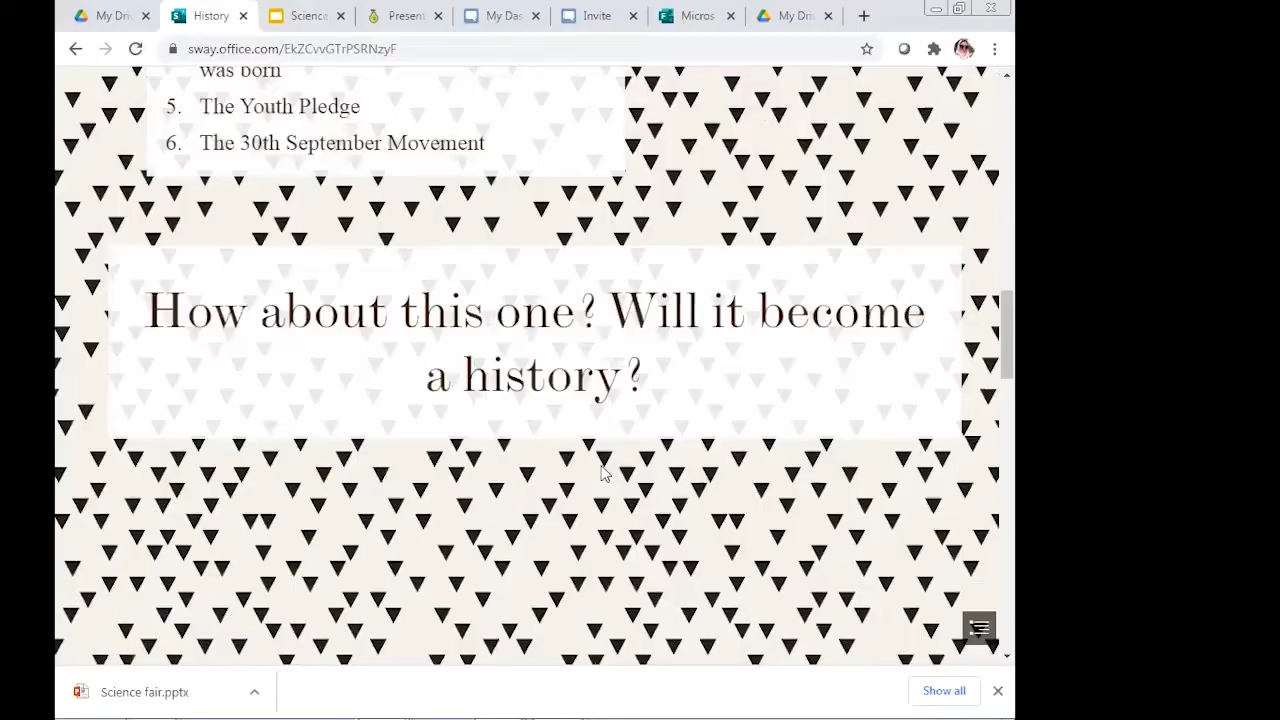 My Dri
History
Science
Present
My Das
Invite
Micros
My Dri
sway.office.com/EkZCvvGTrPSRNzyF
was born
5. The Youth Pledge
6. The 30th September Movement
How about this one? Will it become
a history?
Science fair.pptx
Show all